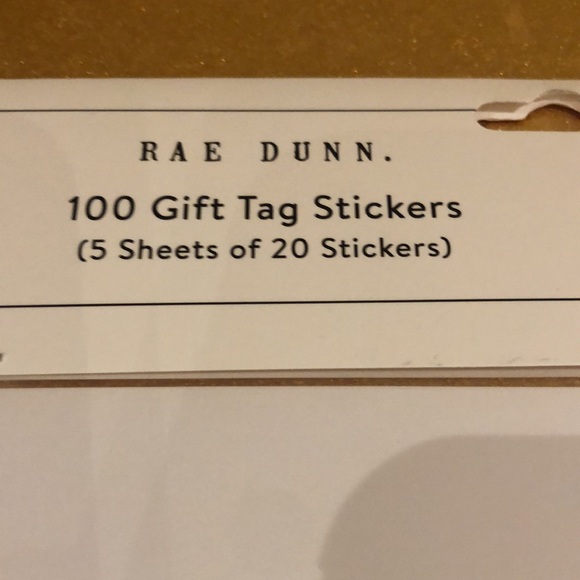 RAE DUNN.
100 Gift Tag Stickers
(5 Sheets of 20 Stickers)